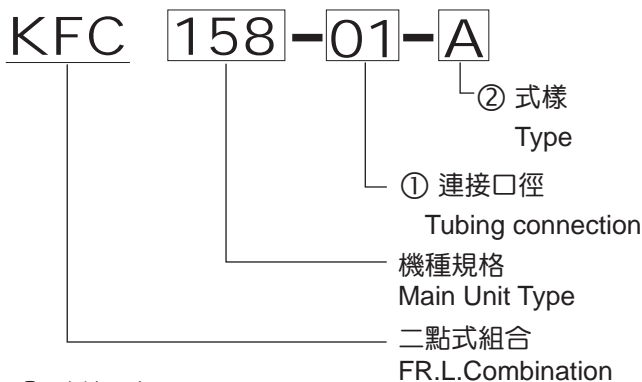 KFC 158-01-A
② 式樣
Type
① 連接口徑
Tubing connection
機種規格
Main Unit Type
二點式組合
FR.L.Combination